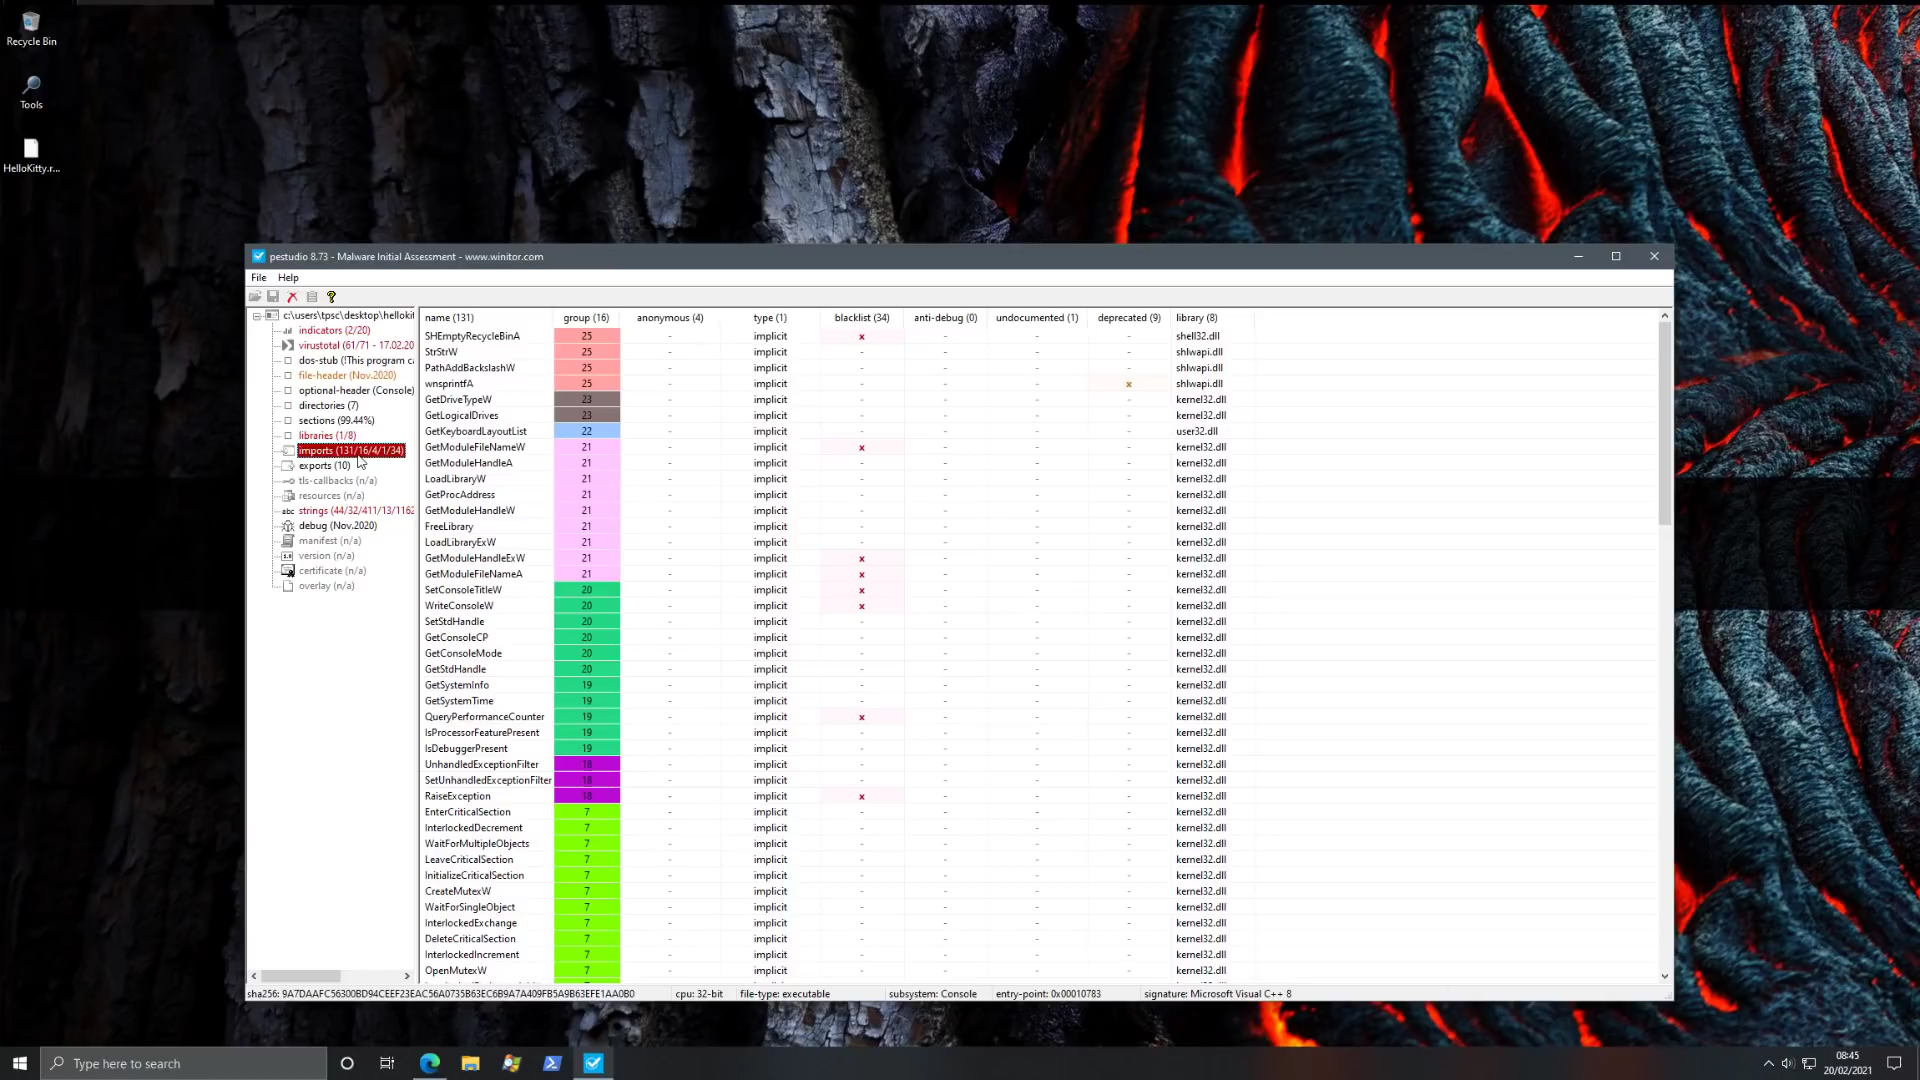 Recycle Bin
Tools
HelloKitty.r...
pestudio 8.73 - Malware Initial Assessment - www.winitor.com
File Help
c:\users\tpsc\desktop\hellokit
indicators (2/20)
virustotal (61/71 - 17.02.20
dos-stub (!This program ca
file-header (Nov.2020)
optional-header (Console)
directories (7)
sections (99.44%)
libraries (1/8)
imports (131/16/4/1/34)
exports (10)
tls-callbacks (n/a)
resources (n/a)
abc strings (44/32/411/13/1162
debug (Nov.2020)
manifest (n/a)
version (n/a)
certificate (n/a)
overlay (n/a)
name (131) group (16) anonymous (4) type (1) blacklist (34) anti-debug (0) undocumented (1) deprecated (9) library (8)
SHEmptyRecycleBinA 25 - implicit x - - - shell32.dll
StrStrW 25 - implicit - - - - shlwapi.dll
PathAddBackslashW 25 - implicit - - - - shlwapi.dll
wnsprintfA 25 - implicit - - - x shlwapi.dll
GetDriveTypeW 23 - implicit - - - - kernel32.dll
GetLogicalDrives 23 - implicit - - - - kernel32.dll
GetKeyboardLayoutList 22 - implicit - - - - user32.dll
GetModuleFileNameW 21 - implicit x - - - kernel32.dll
GetModuleHandleA 21 - implicit - - - - kernel32.dll
LoadLibraryW 21 - implicit - - - - kernel32.dll
GetProcAddress 21 - implicit - - - - kernel32.dll
GetModuleHandleW 21 - implicit - - - - kernel32.dll
FreeLibrary 21 - implicit - - - - kernel32.dll
LoadLibraryExW 21 - implicit - - - - kernel32.dll
GetModuleHandleExW 21 - implicit x - - - kernel32.dll
GetModuleFileNameA 21 - implicit x - - - kernel32.dll
SetConsoleTitleW 20 - implicit x - - - kernel32.dll
WriteConsoleW 20 - implicit x - - - kernel32.dll
SetStdHandle 20 - implicit - - - - kernel32.dll
GetConsoleCP 20 - implicit - - - - kernel32.dll
GetConsoleMode 20 - implicit - - - - kernel32.dll
GetStdHandle 20 - implicit - - - - kernel32.dll
GetSystemInfo 19 - implicit - - - - kernel32.dll
GetSystemTime 19 - implicit - - - - kernel32.dll
QueryPerformanceCounter 19 - implicit x - - - kernel32.dll
IsProcessorFeaturePresent 19 - implicit - - - - kernel32.dll
IsDebuggerPresent 19 - implicit - - - - kernel32.dll
UnhandledExceptionFilter 18 - implicit - - - - kernel32.dll
SetUnhandledExceptionFilter 18 - implicit - - - - kernel32.dll
RaiseException 18 - implicit x - - - kernel32.dll
EnterCriticalSection 7 - implicit - - - - kernel32.dll
InterlockedDecrement 7 - implicit - - - - kernel32.dll
WaitForMultipleObjects 7 - implicit - - - - kernel32.dll
LeaveCriticalSection 7 - implicit - - - - kernel32.dll
InitializeCriticalSection 7 - implicit - - - - kernel32.dll
CreateMutexW 7 - implicit - - - - kernel32.dll
WaitForSingleObject 7 - implicit - - - - kernel32.dll
InterlockedExchange 7 - implicit - - - - kernel32.dll
DeleteCriticalSection 7 - implicit - - - - kernel32.dll
InterlockedIncrement 7 - implicit - - - - kernel32.dll
OpenMutexW 7 - implicit - - - - kernel32.dll
sha256: 9A7DAAFC56300BD94CEEF23EAC56A0735B63EC6B9A7A409FB5A9B63EFE1AA0B0 cpu: 32-bit file-type: executable subsystem: Console entry-point: 0x00010783 signature: Microsoft Visual C++ 8
Type here to search
08:45
20/02/2021